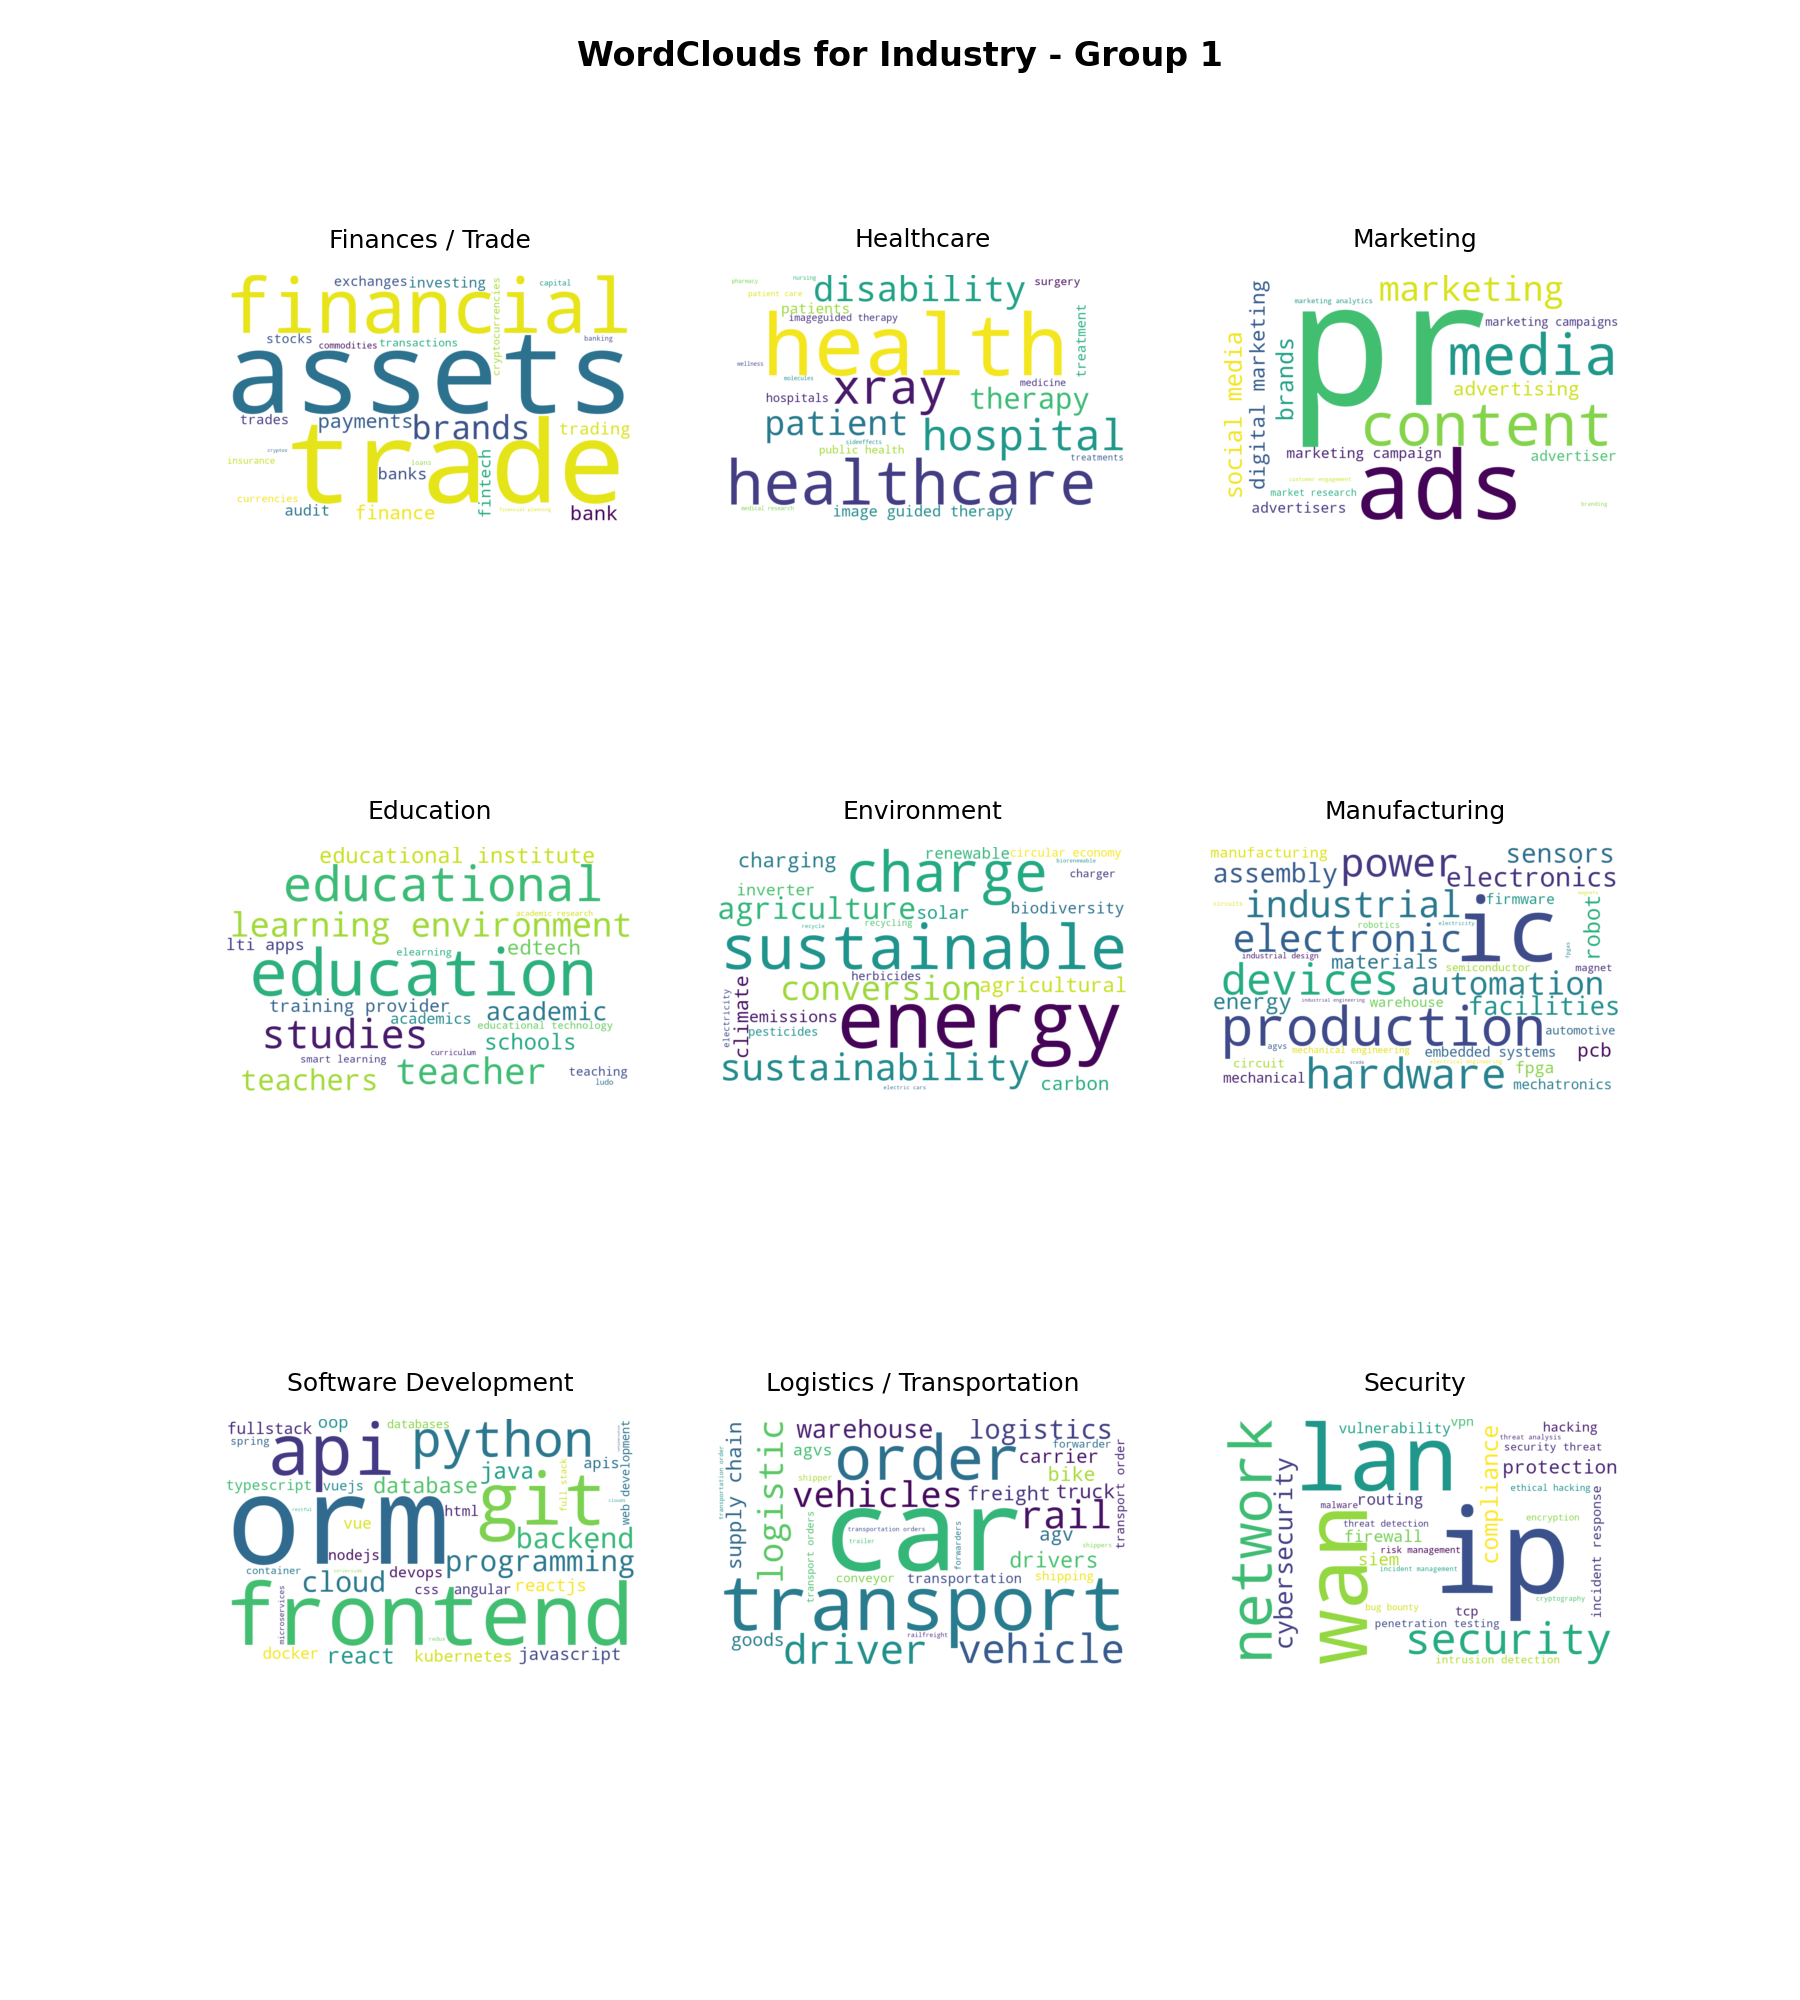 WordClouds for Industry - Group 1
Finances / Trade
financial
exchanges
investing
capital
cryptocurrencies
stocks
commodities
transactions
banking
assets
trades
payments
brands
trading
cryptos
trade
insurance
loans
banks
fintech
currencies
audit
finance
financial planning
bank
Healthcare
pharmacy
nursing
disability
surgery
patient care
patients
imageguided therapy
health
treatment
wellness
molecules
xray
medicine
hospitals
therapy
patient
hospital
sideeffects
public health
treatments
healthcare
medical research
image guided therapy
Marketing
marketing
marketing analytics
digital marketing
marketing campaigns
social media
brands
pr
media
advertising
content
marketing campaign
advertiser
customer engagement
market research
ads
advertisers
branding
Education
educational institute
educational
academic research
learning environment
lti apps
elearning
edtech
education
training provider
academic
academics
educational technology
studies
schools
smart learning
curriculum
teachers
teacher
teaching
ludo
Environment
charging
charge
renewable
circular economy
biorenewable
charger
inverter
agriculture
solar
biodiversity
recycle
recycling
sustainable
herbicides
conversion
agricultural
electricity
climate
emissions
energy
pesticides
sustainability
carbon
electric cars
Manufacturing
manufacturing
power
sensors
assembly
electronics
magnets
circuits
industrial
ic
firmware
robot
robotics
electricity
electronic
fpgas
industrial design
materials
semiconductor
magnet
devices
automation
energy
industrial engineering
warehouse
facilities
production
automotive
agvs
mechanical engineering
embedded systems
pcb
circuit
scada
electrical engineering
fpga
mechanical
hardware
mechatronics
Software Development
fullstack
oop
databases
spring
api
python
web development
java
apis
typescript
vuejs
database
git
full stack
clouds
orm
restful
html
vue
backend
nodejs
programming
container
serverside
devops
cloud
css
angular
reactjs
microservices
frontend
redux
docker
react
kubernetes
javascript
Logistics / Transportation
transportation order
supply chain
logistic
warehouse
logistics
agvs
order
forwarder
carrier
transport order
shipper
bike
vehicles
freight
truck
car
rail
transport orders
transportation orders
trailer
forwarders
agv
shippers
drivers
conveyor
transportation
shipping
transport
goods
driver
railfreight
vehicle
Security
network
lan
vulnerability
vpn
hacking
threat analysis
security threat
compliance
protection
cybersecurity
ethical hacking
malware
routing
ip
incident response
wan
threat detection
encryption
firewall
risk management
siem
incident management
cryptography
bug bounty
tcp
penetration testing
security
intrusion detection